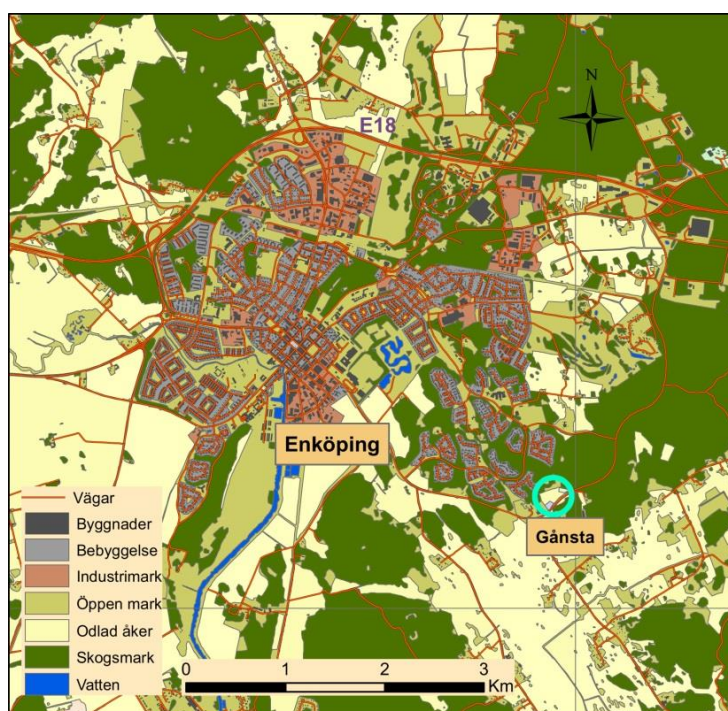 N
E18
Enköping
Gånsta
Vägar
Byggnader
Bebyggelse
Industrimark
Öppen mark
Odlad åker
Skogsmark
Vatten
0 1 2 3
Km